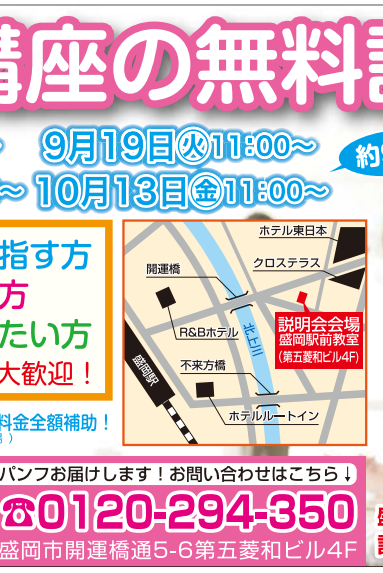 講座の無料説
9月19日㊋11:00〜
約
〜 10月13日㊎11:00〜
指す方
方
たい方
大歓迎！
料金全額補助！
ホテル東日本
開運橋
クロステラス
R&Bホテル
北上川
説明会会場
盛岡駅前教室
(第五菱和ビル4F)
盛岡駅
不来方橋
ホテルルートイン
パンフお届けします！お問い合わせはこちら↓
☎0120-294-350
盛岡市開運橋通5-6第五菱和ビル4F